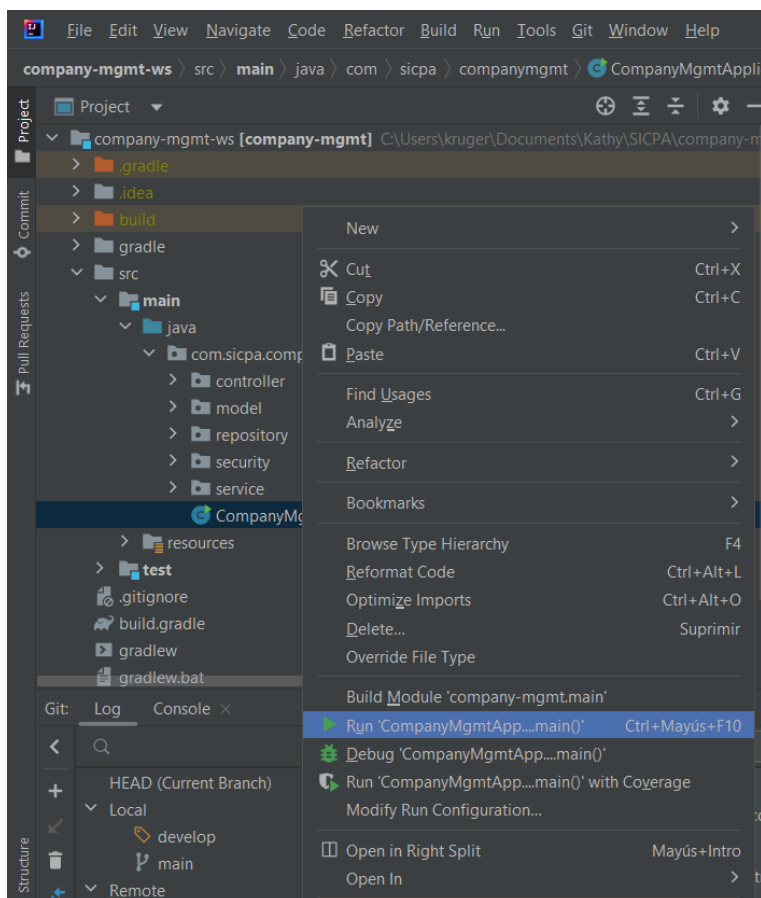 File Edit View Navigate Code Refactor Build Run Tools Git Window Help
company-mgmt-ws > src > main > java > com > sicpa > companymgmt > CompanyMgmtAppli
Project
Project
company-mgmt-ws [company-mgmt] C:\Users\kruger\Documents\Kathy\SICPA\company-m
.gradle
.idea
build
gradle
src
main
java
com.sicpa.comp
controller
model
repository
security
service
CompanyMg
resources
test
.gitignore
build.gradle
gradlew
gradlew.bat
Commit
Pull Requests
Structure
New
Cut Ctrl+X
Copy Ctrl+C
Copy Path/Reference...
Paste Ctrl+V
Find Usages Ctrl+G
Analyze
Refactor
Bookmarks
Browse Type Hierarchy F4
Reformat Code Ctrl+Alt+L
Optimize Imports Ctrl+Alt+O
Delete... Suprimir
Override File Type
Build Module 'company-mgmt.main'
Run 'CompanyMgmtApp....main()' Ctrl+Mayús+F10
Debug 'CompanyMgmtApp....main()'
Run 'CompanyMgmtApp....main()' with Coverage
Modify Run Configuration...
Open in Right Split Mayús+Intro
Open In
Git: Log Console
HEAD (Current Branch)
Local
develop
main
Remote